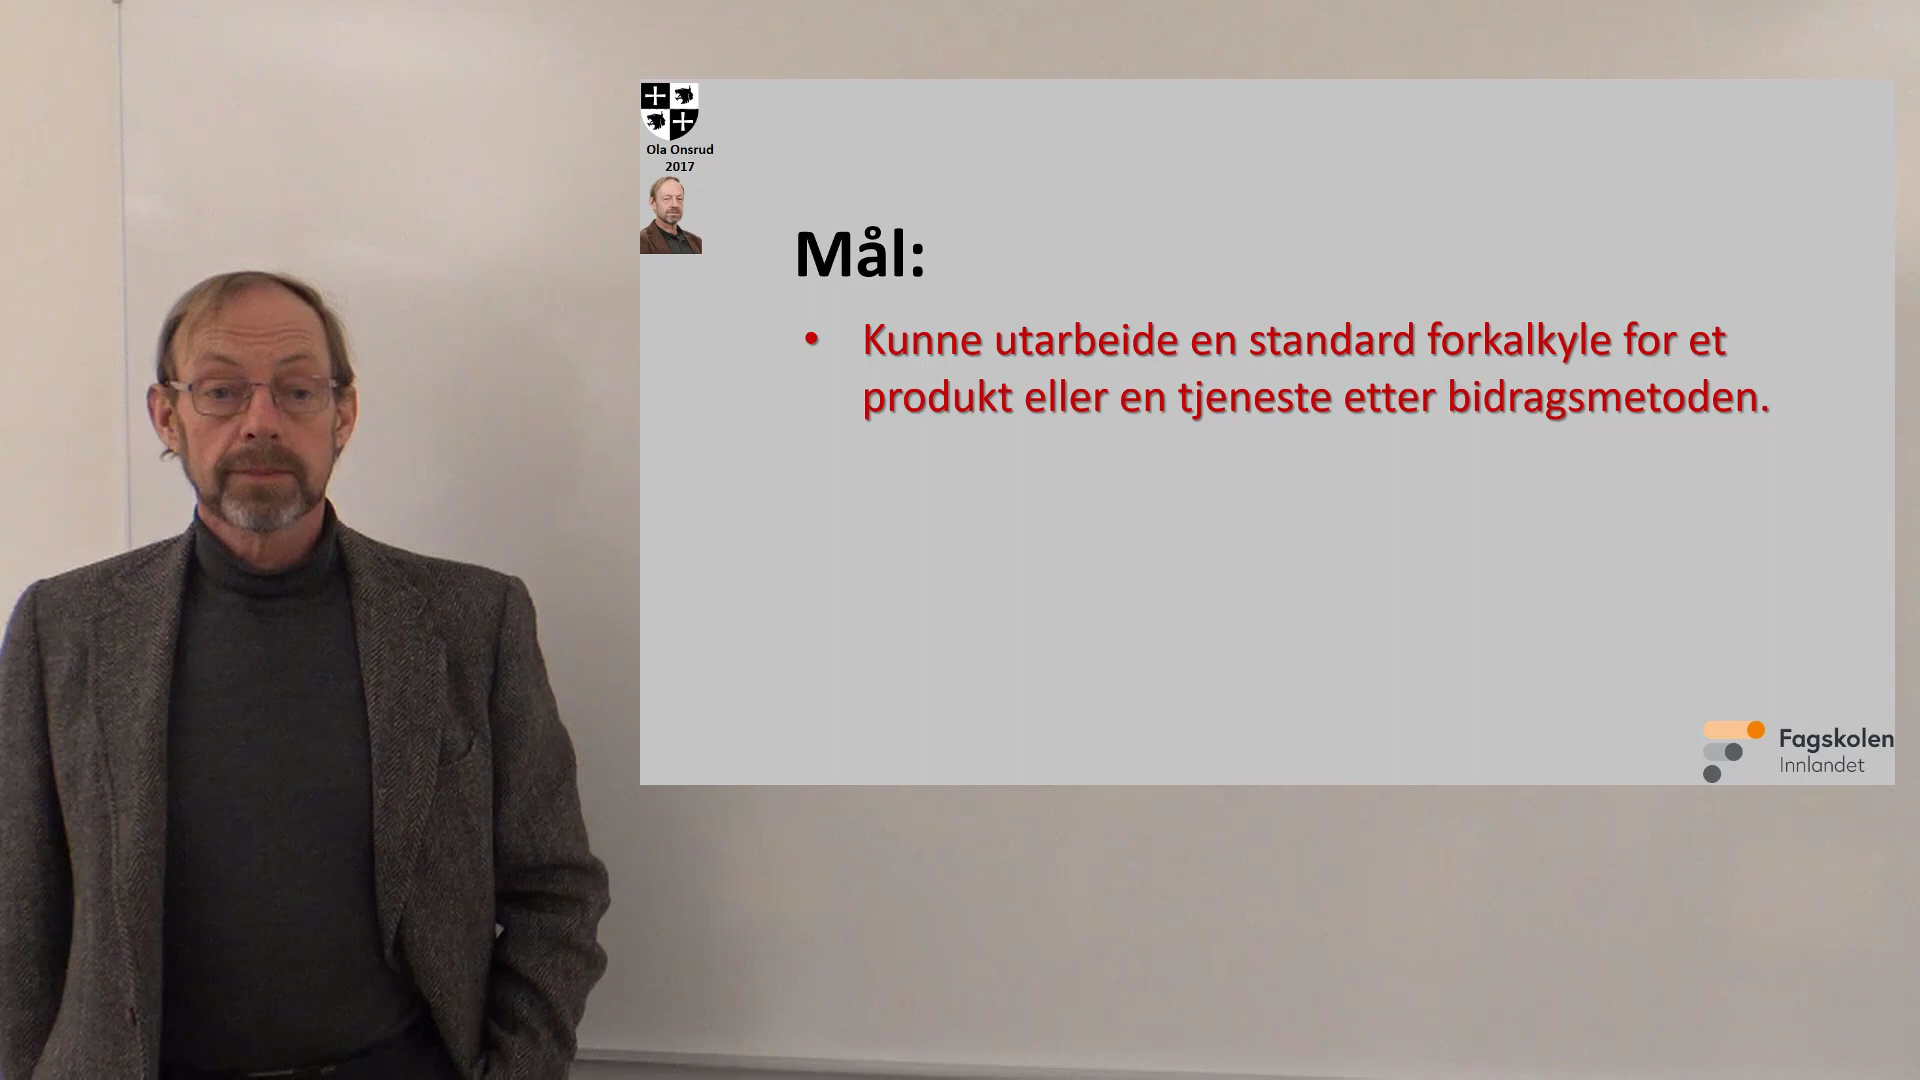 Ola Onsrud
2017
Mål:
• Kunne utarbeide en standard forkalkyle for et
produkt eller en tjeneste etter bidragsmetoden.
Fagskolen
Innlandet